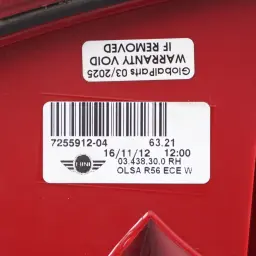 GlobalParts 03/2025
WARRANTY VOID
IF REMOVED
7255912-04 63.21
16/11/12 12:00
MINI 03.438.30.0 RH
OLSA R56 ECE W